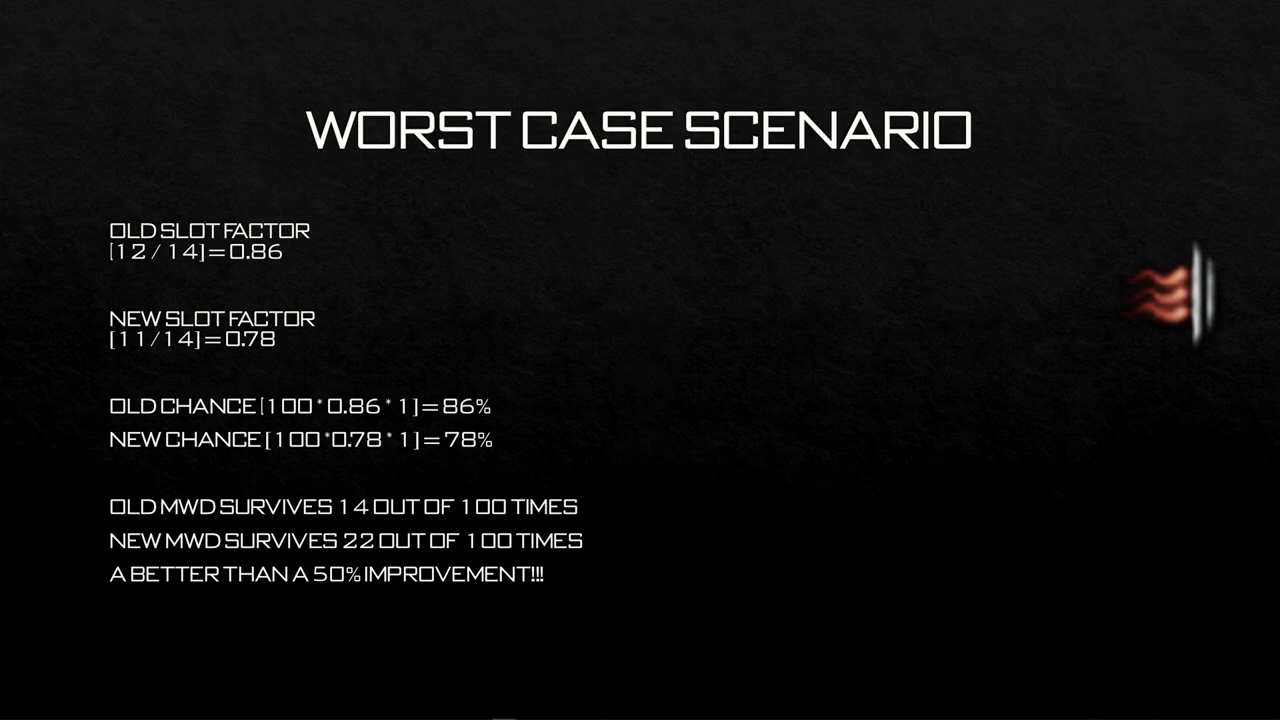 WORST CASE SCENARIO
OLD SLOT FACTOR
[12 / 14] = 0.86
NEW SLOT FACTOR
[11/14] = 0.78
OLD CHANCE [100 * 0.86 * 1] = 86%
NEW CHANCE [100 *0.78 * 1] = 78%
OLD MWD SURVIVES 14 OUT OF 100 TIMES
NEW MWD SURVIVES 22 OUT OF 100 TIMES
A BETTER THAN A 50% IMPROVEMENT!!!